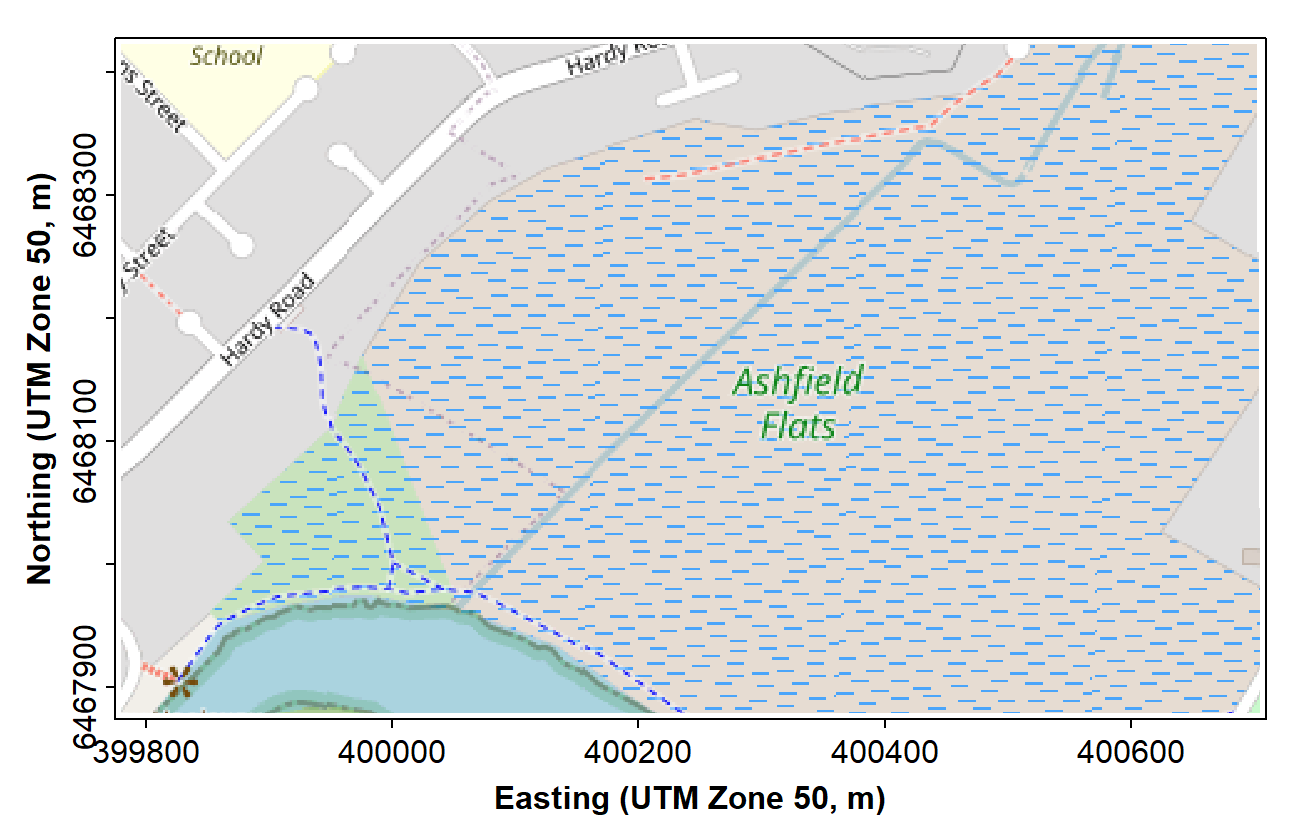 School
Hardy
Street
Street
Hardy Road
Ashfield
Flats
6468300
6468100
6467900
Northing (UTM Zone 50, m)
399800
400000
400200
400400
400600
Easting (UTM Zone 50, m)